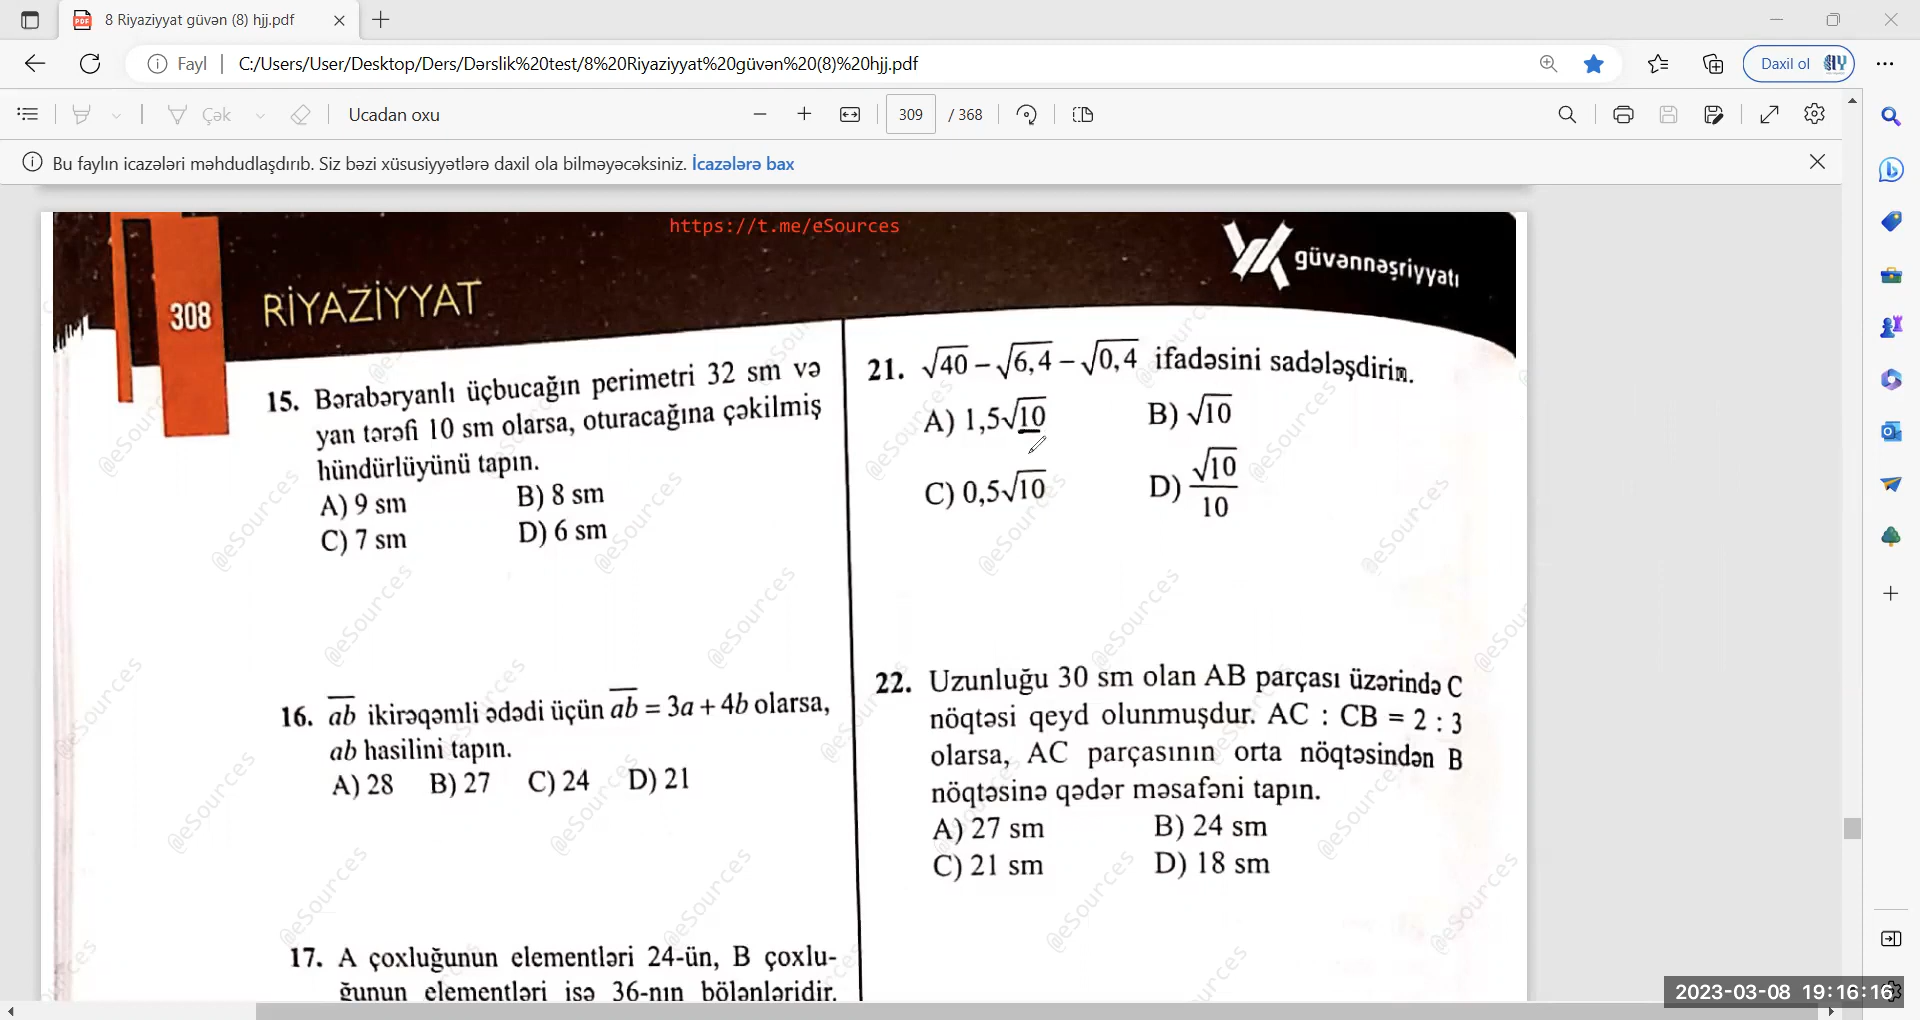 8 Riyaziyyat güvən (8) hjj.pdf
Fayl
C:/Users/User/Desktop/Ders/Dərslik%20test/8%20Riyaziyyat%20güvən%20(8)%20hjj.pdf
Daxil ol
Çək
Ucadan oxu
309 / 368
Bu faylın icazələri məhdudlaşdırıb. Siz bəzi xüsusiyyətlərə daxil ola bilməyəcəksiniz. İcazələrə bax
https://t.me/eSources
güvənnəşriyyatı
308
RİYAZİYYAT
15. Bərabəryanlı üçbucağın perimetri 32 sm və
yan tərəfi 10 sm olarsa, oturacağına çəkilmiş
hündürlüyünü tapın.
A) 9 sm B) 8 sm
C) 7 sm D) 6 sm
16. a̅b̅ ikirəqəmli ədədi üçün a̅b̅ = 3a + 4b olarsa,
ab hasilini tapın.
A) 28 B) 27 C) 24 D) 21
17. A çoxluğunun elementləri 24-ün, B çoxlu-
ğunun elementləri isə 36-nın bölənləridir.
21. √40 – √6,4 – √0,4 ifadəsini sadələşdirin.
A) 1,5√10 B) √10
C) 0,5√10 D) √10/10
22. Uzunluğu 30 sm olan AB parçası üzərində C
nöqtəsi qeyd olunmuşdur. AC : CB = 2 : 3
olarsa, AC parçasının orta nöqtəsindən B
nöqtəsinə qədər məsafəni tapın.
A) 27 sm B) 24 sm
C) 21 sm D) 18 sm
@eSources
2023-03-08 19:16:16